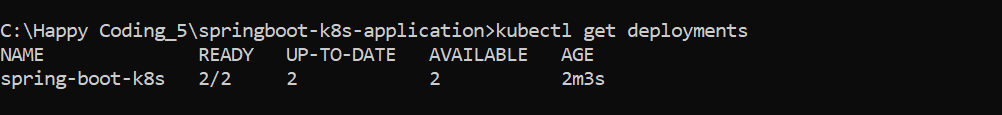 C:\Happy Coding_5\springboot-k8s-application>kubectl get deployments
NAME READY UP-TO-DATE AVAILABLE AGE
spring-boot-k8s 2/2 2 2 2m3s